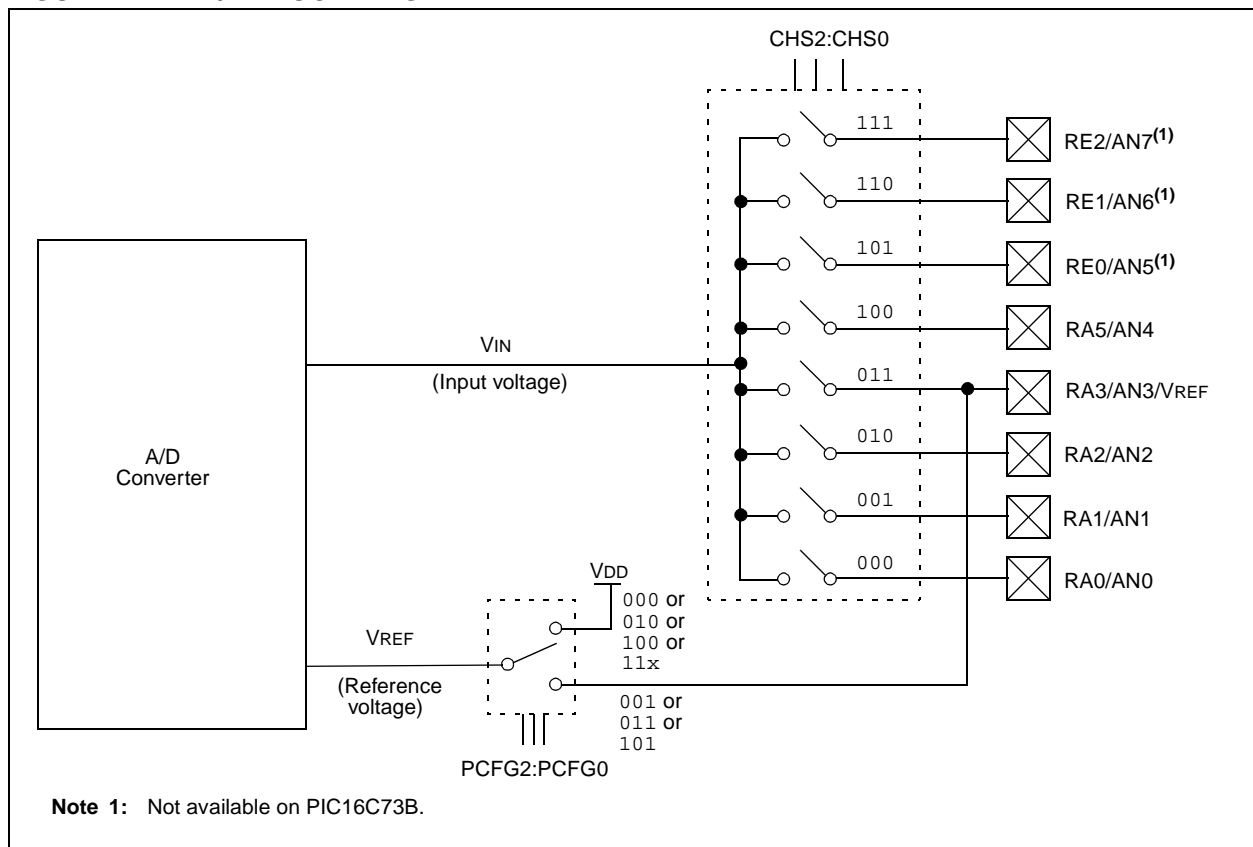 CHS2:CHS0
111
RE2/AN7(1)
110
RE1/AN6(1)
101
RE0/AN5(1)
100
RA5/AN4
VIN
(Input voltage)
011
RA3/AN3/VREF
A/D
Converter
010
RA2/AN2
001
RA1/AN1
000
RA0/AN0
VDD
000 or
010 or
100 or
11x
VREF
(Reference
voltage)
001 or
011 or
101
PCFG2:PCFG0
Note 1: Not available on PIC16C73B.